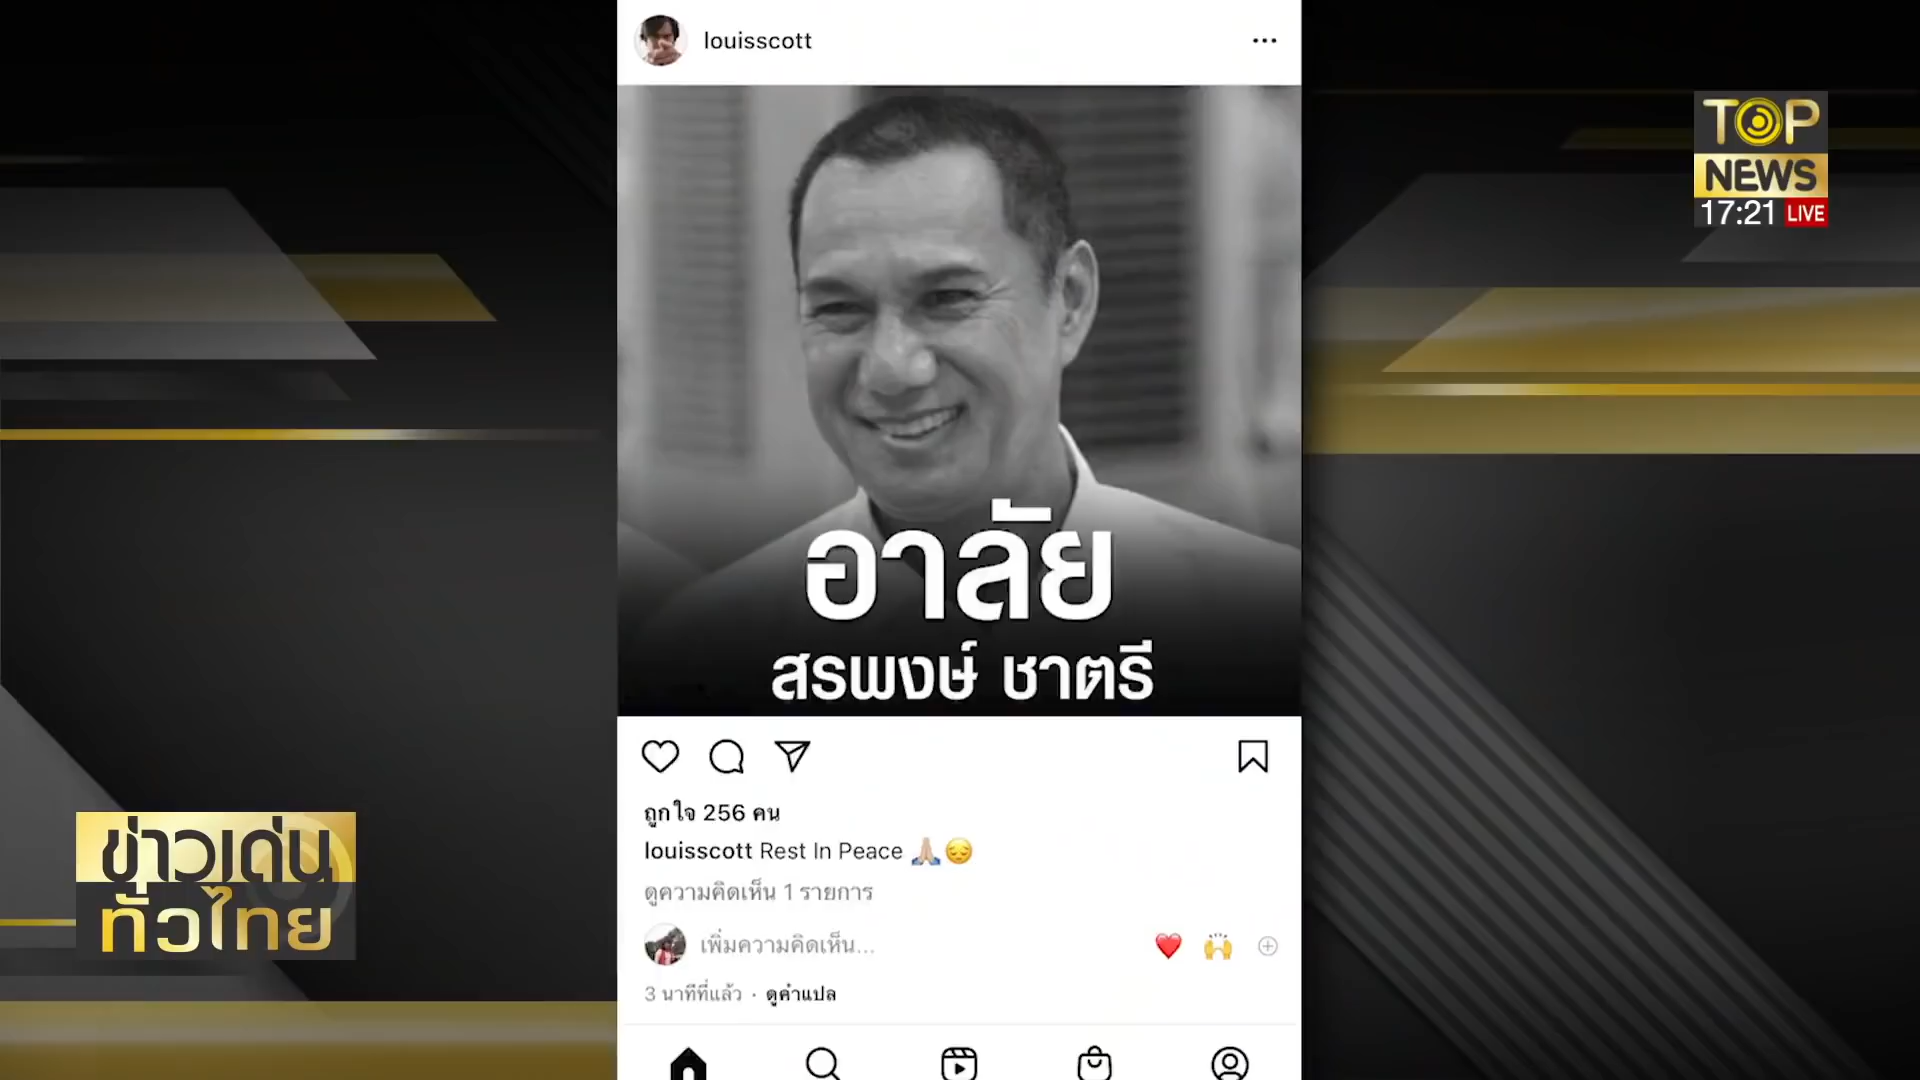 louisscott
TOP
NEWS
17:21 LIVE
อาลัย
สรพงษ์ ชาตรี
ถูกใจ 256 คน
louisscott Rest In Peace 🙏🏼😔
ดูความคิดเห็น 1 รายการ
เพิ่มความคิดเห็น...
3 นาทีที่แล้ว · ดูคำแปล
ข่าวเด่น
ทั่วไทย